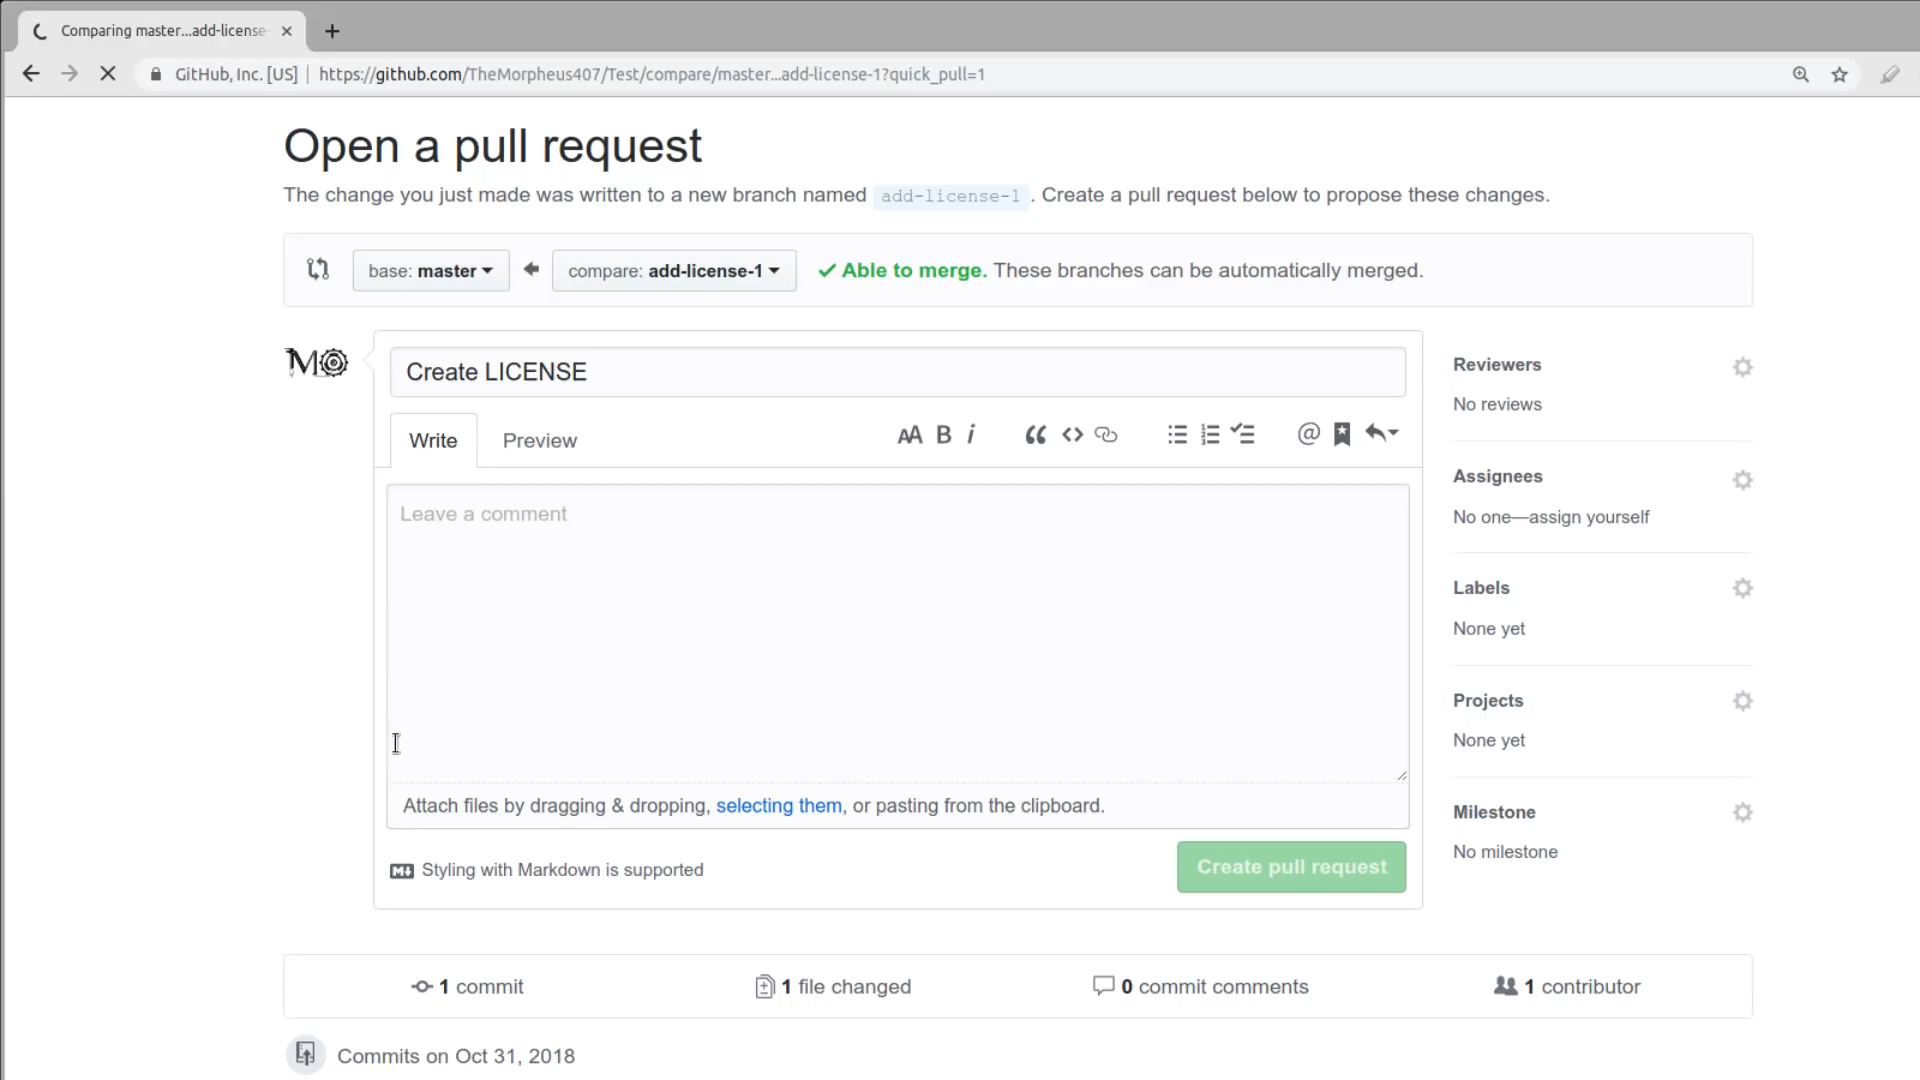 Comparing master...add-license-
GitHub, Inc. [US] | https://github.com/TheMorpheus407/Test/compare/master...add-license-1?quick_pull=1
Open a pull request
The change you just made was written to a new branch named add-license-1 . Create a pull request below to propose these changes.
base: master
compare: add-license-1
Able to merge. These branches can be automatically merged.
M
Create LICENSE
Write
Preview
AA B i
Leave a comment
Attach files by dragging & dropping, selecting them, or pasting from the clipboard.
Styling with Markdown is supported
Create pull request
Reviewers
No reviews
Assignees
No one—assign yourself
Labels
None yet
Projects
None yet
Milestone
No milestone
1 commit
1 file changed
0 commit comments
1 contributor
Commits on Oct 31, 2018